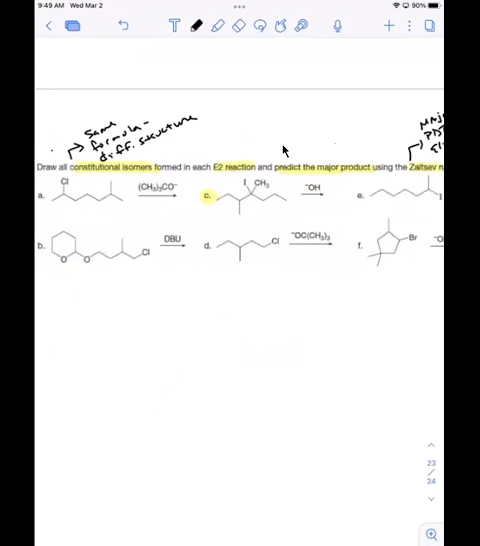 9:49 AM Wed Mar 2
90%
same
formula -
diff. structure
Draw all constitutional isomers formed in each E2 reaction and predict the major product using the Zaitsev
a. Cl (CH₃)₃CO⁻
c. I CH₃ ⁻OH
e. I
b. O O Cl DBU
d. Cl ⁻OC(CH₃)₃
f. Br
23
/
24